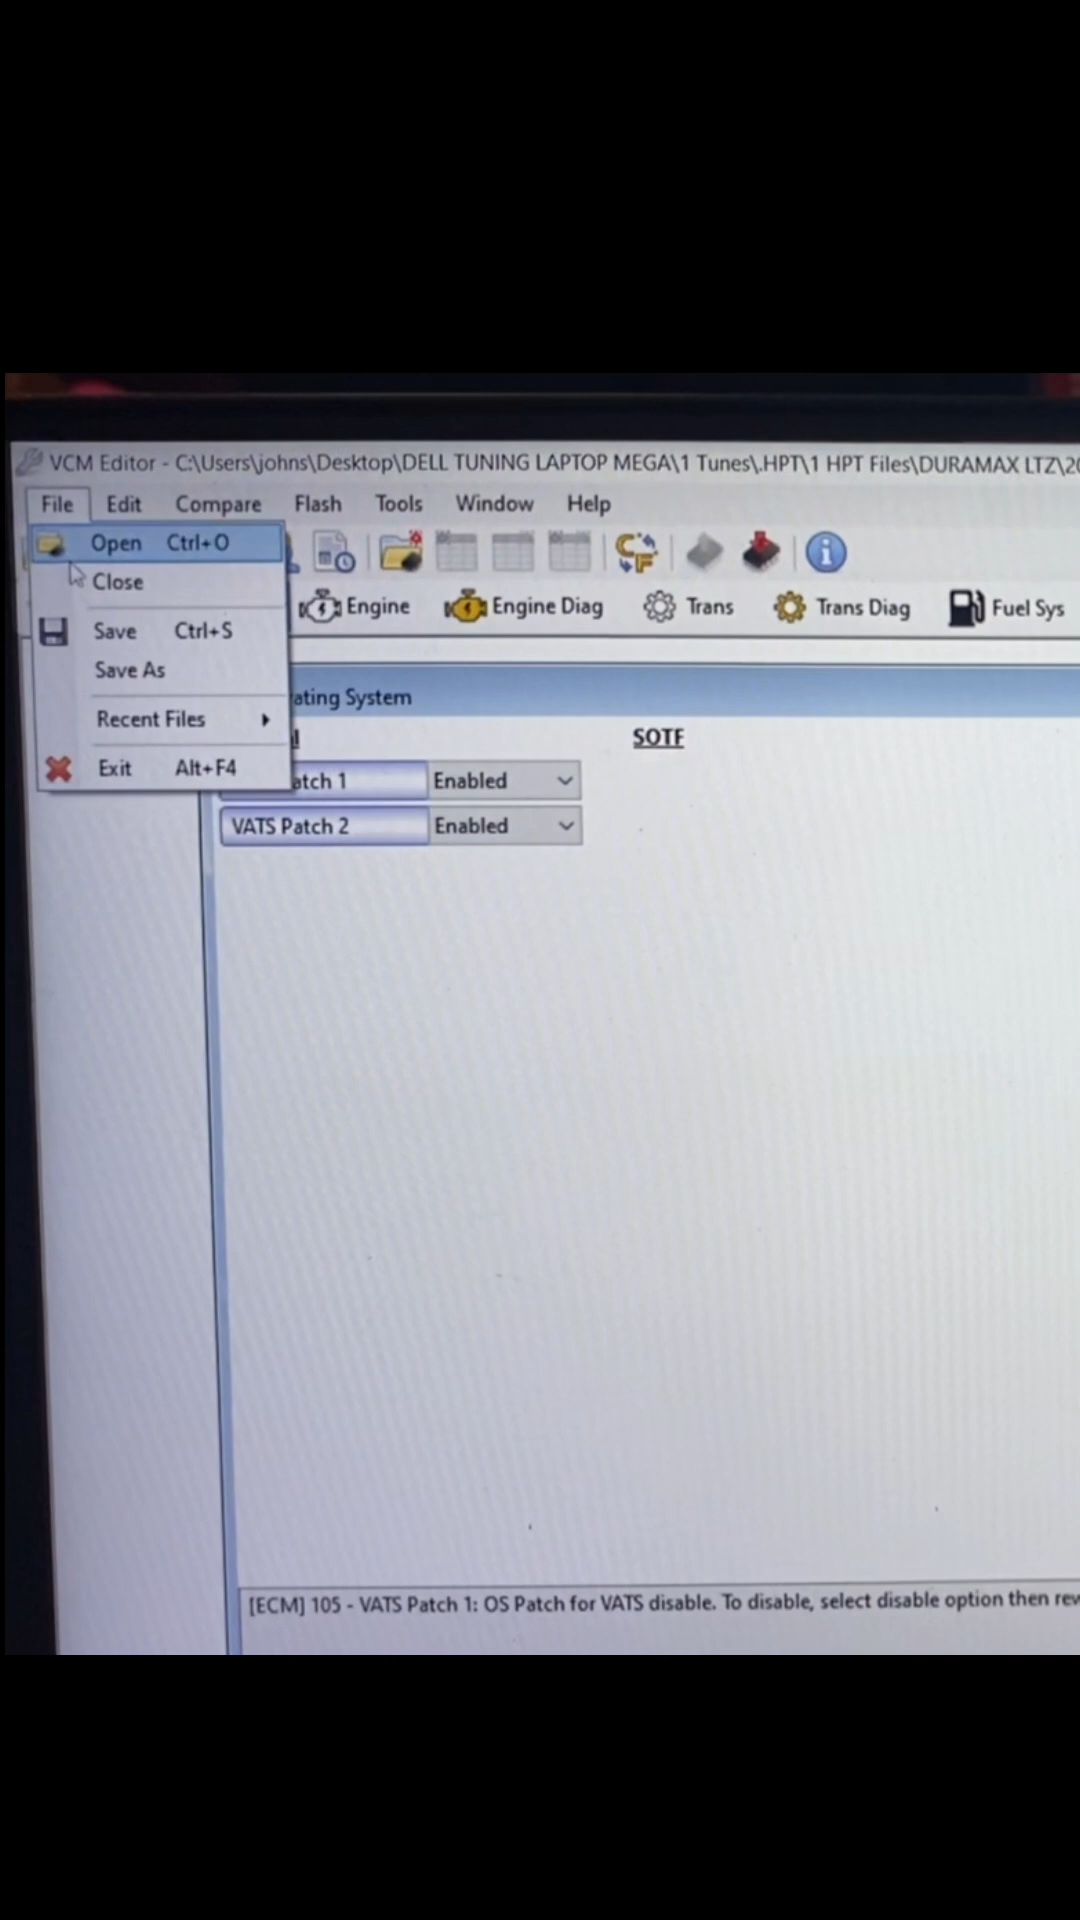 VCM Editor - C:\Users\johns\Desktop\DELL TUNING LAPTOP MEGA\1 Tunes\.HPT\1 HPT Files\DURAMAX LTZ\20
File Edit Compare Flash Tools Window Help
Open Ctrl+O
Close
Engine Engine Diag Trans Trans Diag Fuel Sys
Save Ctrl+S
Save As
ating System
Recent Files
SOTF
Exit Alt+F4
atch 1 Enabled
VATS Patch 2 Enabled
[ECM] 105 - VATS Patch 1: OS Patch for VATS disable. To disable, select disable option then rew